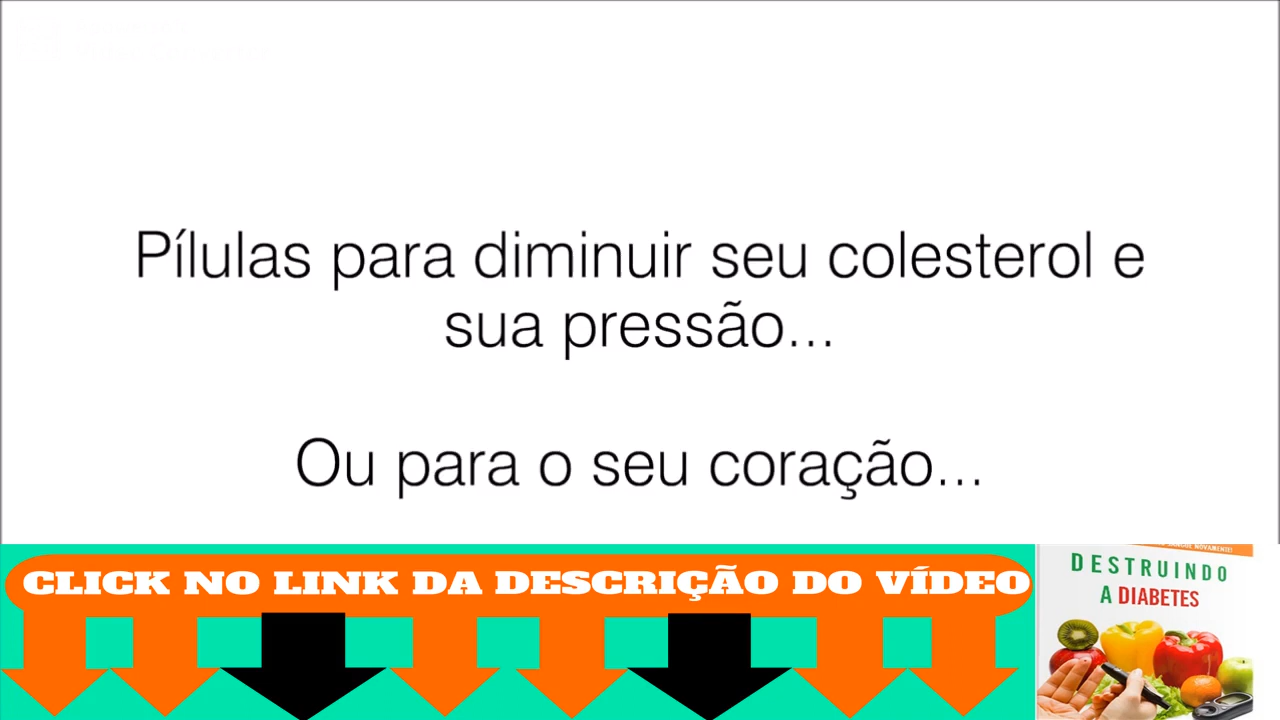 Pílulas para diminuir seu colesterol e
sua pressão...
Ou para o seu coração...
CLICK NO LINK DA DESCRIÇÃO DO VÍDEO
NOVAMENTE!
DESTRUINDO
A DIABETES